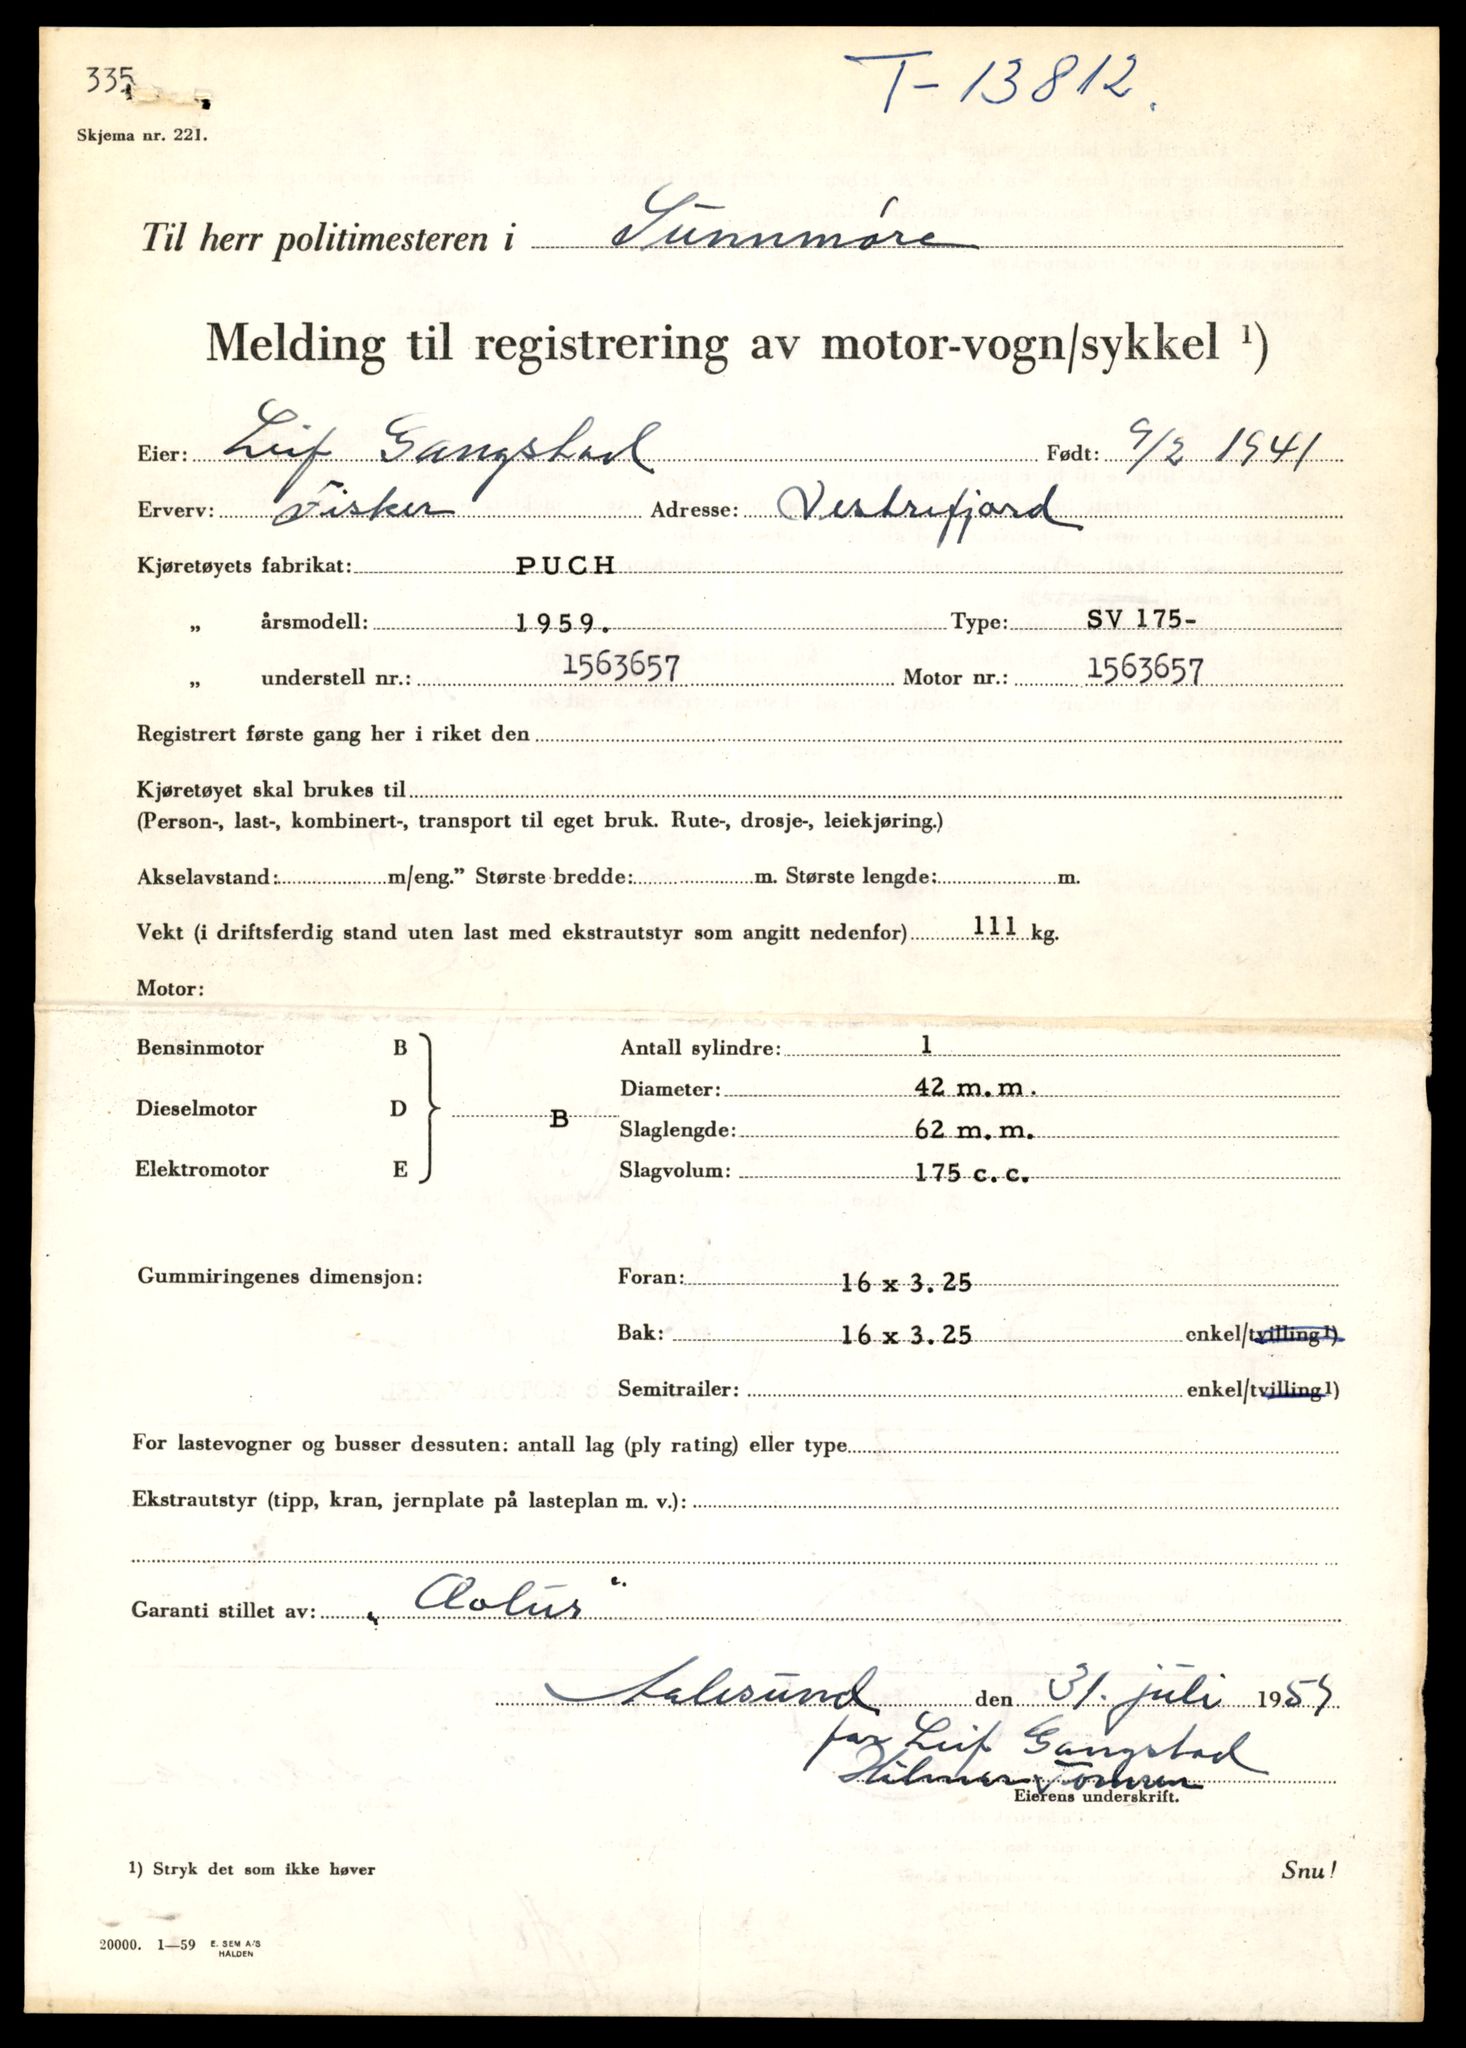 335
T-13812.
Skjema nr. 221.
Til herr politimesteren i Sunnmøre
Melding til registrering av motor-vogn/sykkel ¹)
Eier: Leif Gangstad Født: 9/2 1941
Erverv: Fisker Adresse: Vestrefjord
Kjøretøyets fabrikat: PUCH
„ årsmodell: 1959. Type: SV 175-
„ understell nr.: 1563657 Motor nr.: 1563657
Registrert første gang her i riket den
Kjøretøyet skal brukes til
(Person-, last-, kombinert-, transport til eget bruk. Rute-, drosje-, leiekjøring.)
Akselavstand: m/eng.” Største bredde: m. Største lengde: m.
Vekt (i driftsferdig stand uten last med ekstrautstyr som angitt nedenfor) 111 kg.
Motor:
Bensinmotor B Antall sylindre: 1
Diameter: 42 m.m.
Dieselmotor D B
Slaglengde: 62 m.m.
Elektromotor E Slagvolum: 175 c.c.
Gummiringenes dimensjon: Foran: 16 x 3.25
Bak: 16 x 3.25 enkel/tvilling¹)
Semitrailer: enkel/tvilling¹)
For lastevogner og busser dessuten: antall lag (ply rating) eller type
Ekstrautstyr (tipp, kran, jernplate på lasteplan m. v.):
Garanti stillet av: „Aolus“
Aalesund den 31. juli 1959
for Leif Gangstad
Hilmar Tomren
Eierens underskrift.
1) Stryk det som ikke høver
Snu!
20000. 1—59 E. SEM A/S
HALDEN